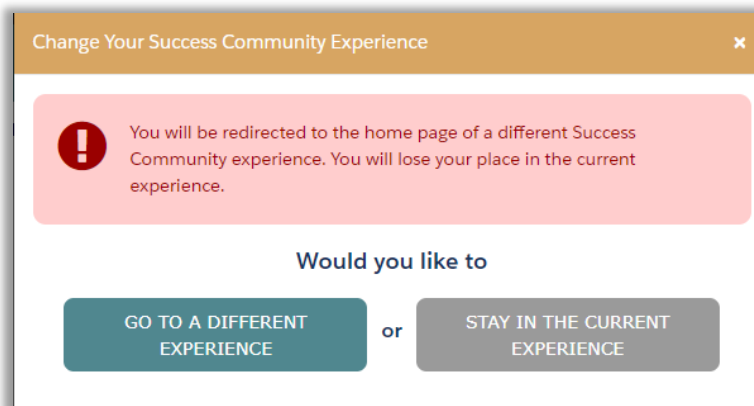 Change Your Success Community Experience ×
You will be redirected to the home page of a different Success
Community experience. You will lose your place in the current
experience.
Would you like to
GO TO A DIFFERENT
EXPERIENCE
or
STAY IN THE CURRENT
EXPERIENCE